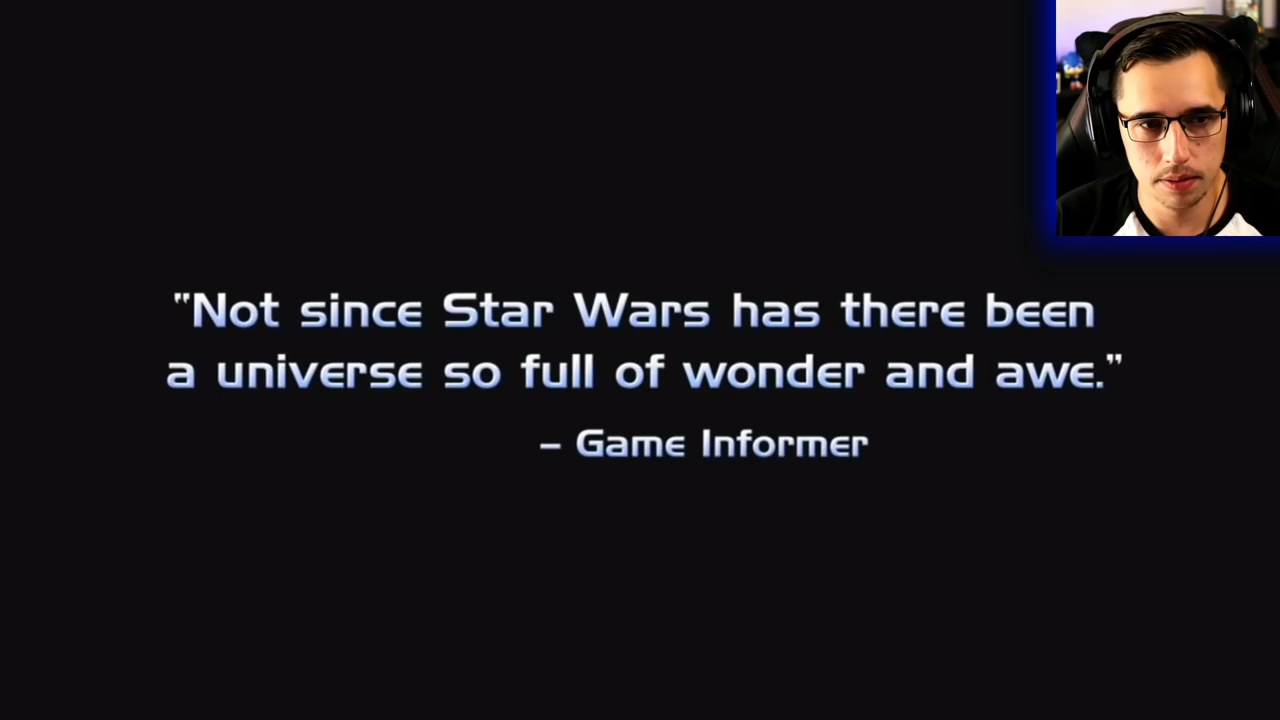 "Not since Star Wars has there been
a universe so full of wonder and awe."
– Game Informer